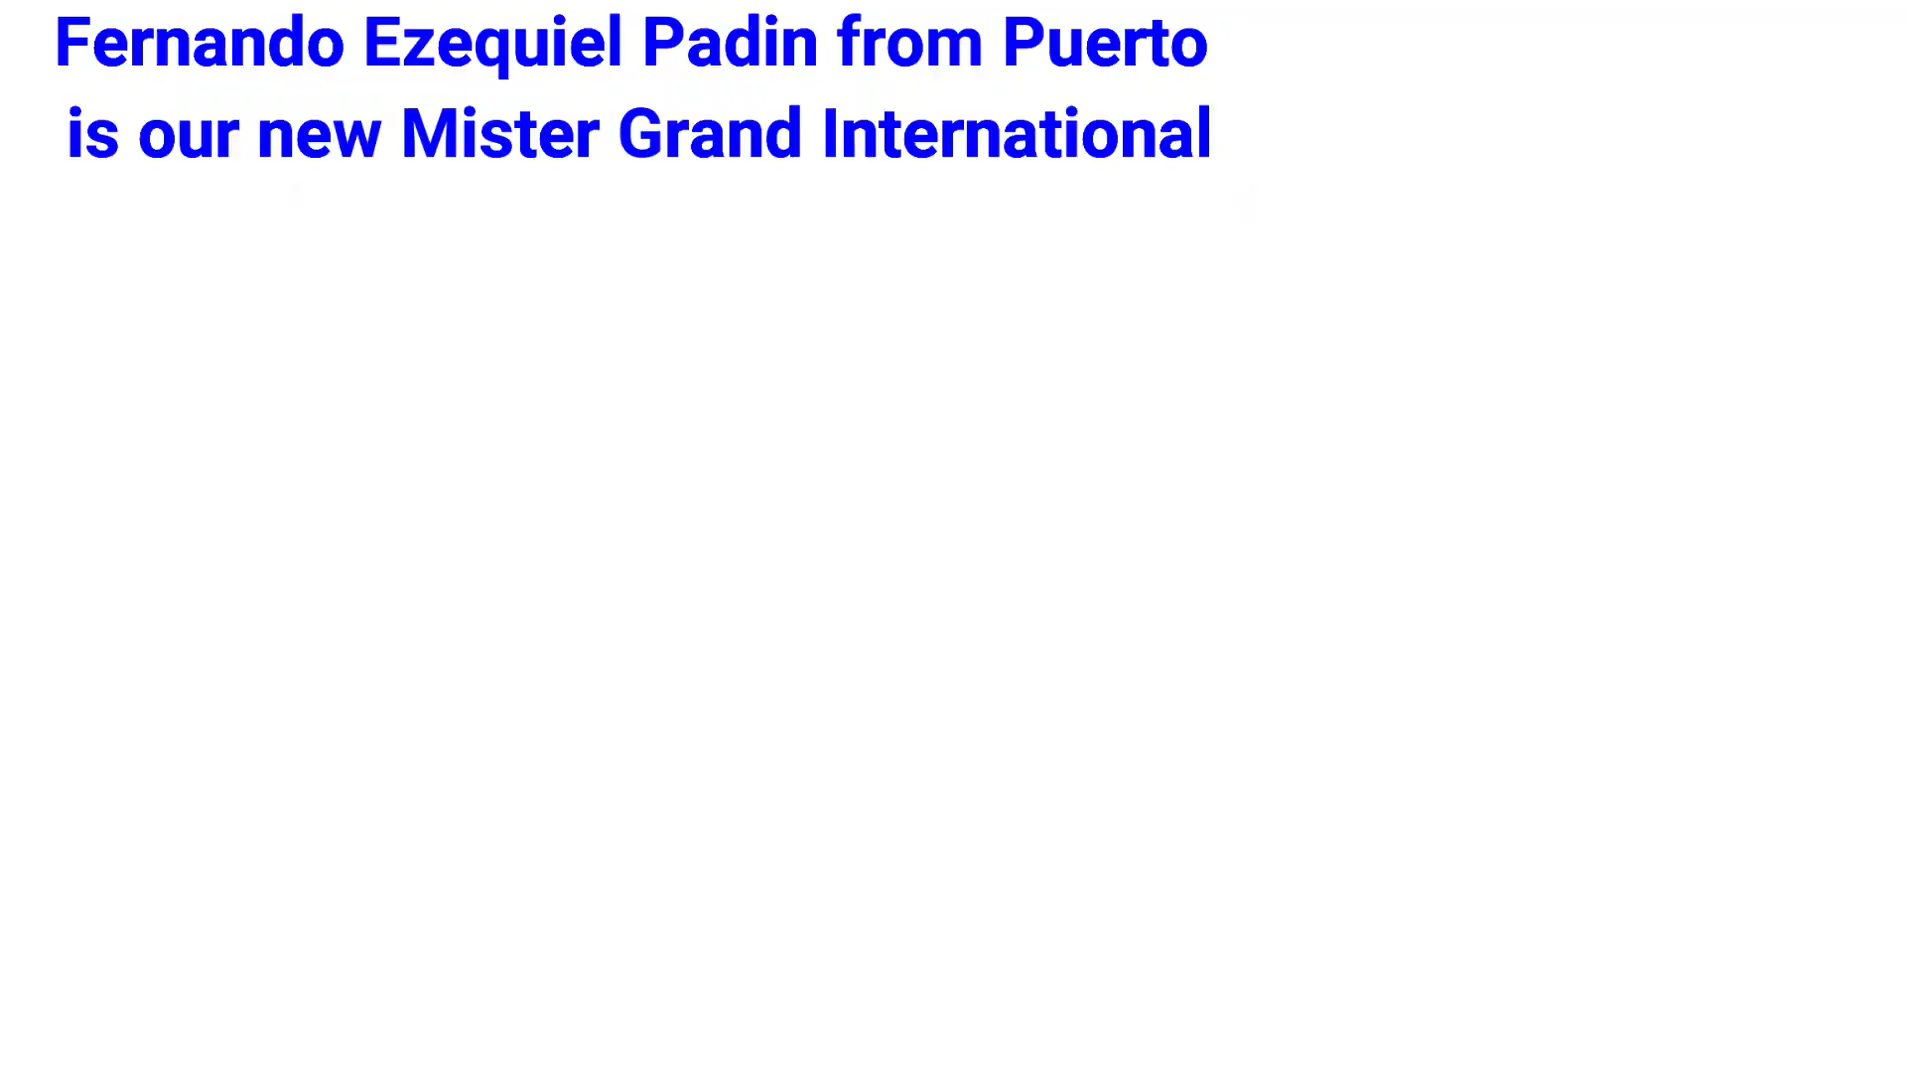 Fernando Ezequiel Padin from Puerto
is our new Mister Grand International